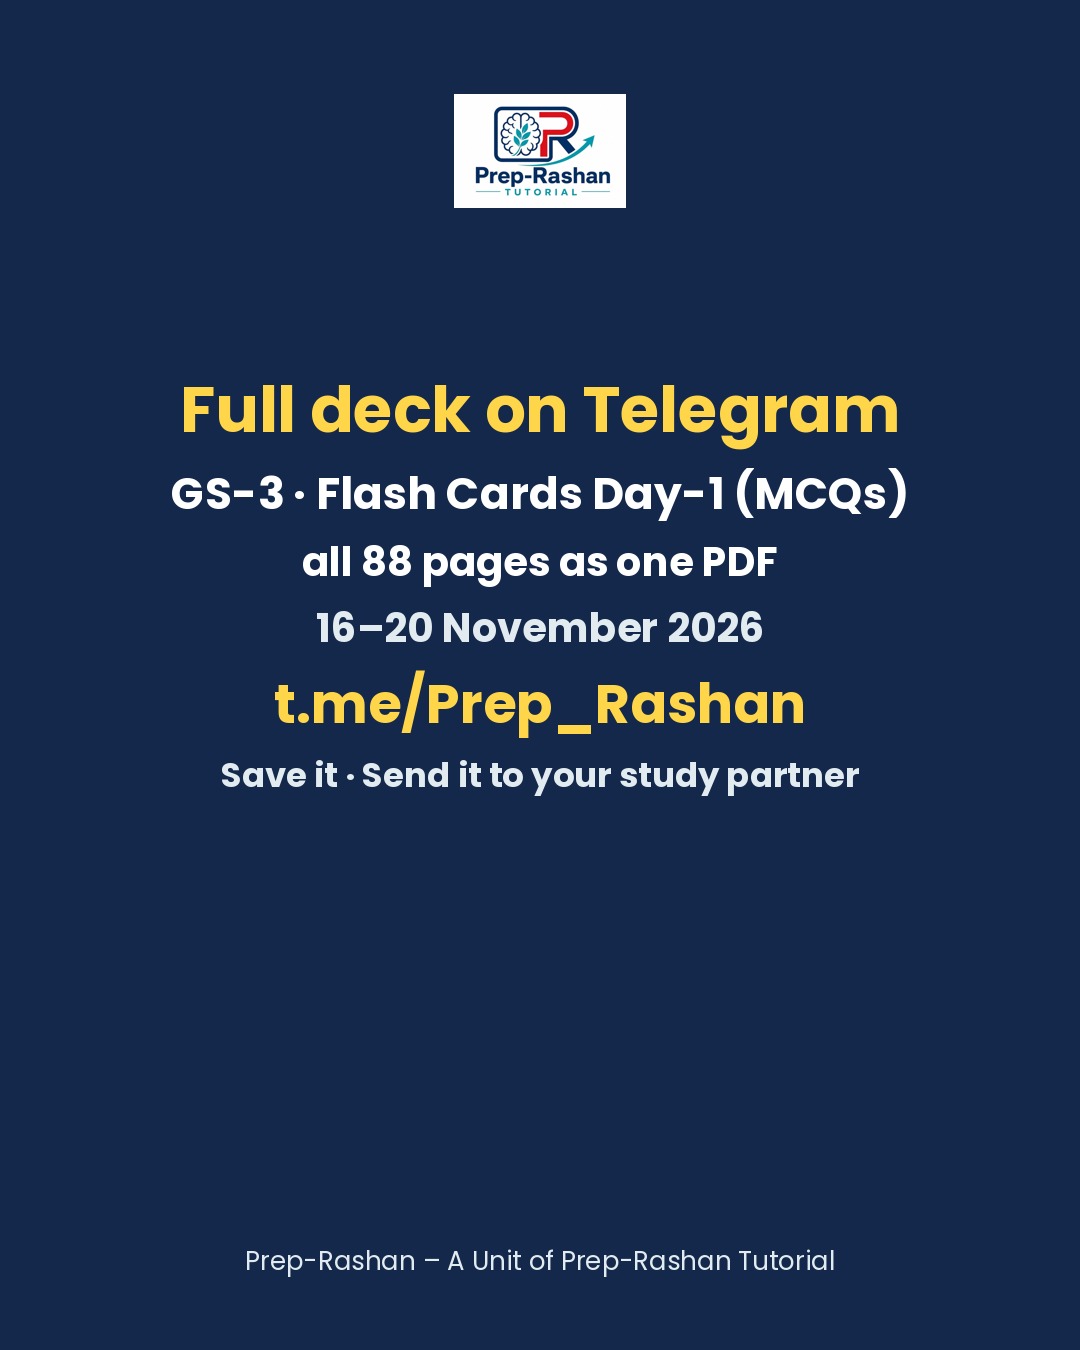 Prep-Rashan
TUTORIAL
Full deck on Telegram
GS-3 · Flash Cards Day-1 (MCQs)
all 88 pages as one PDF
16–20 November 2026
t.me/Prep_Rashan
Save it · Send it to your study partner
Prep-Rashan – A Unit of Prep-Rashan Tutorial